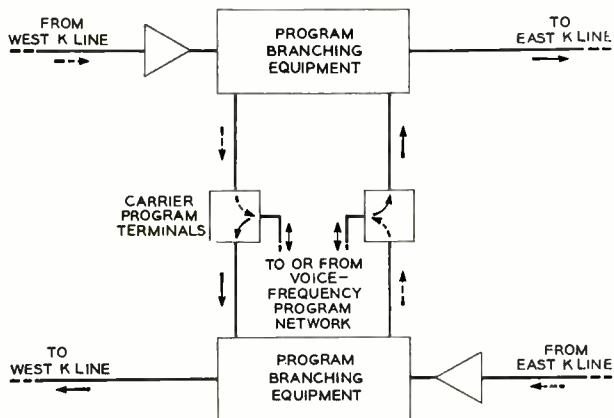 FROM
WEST K LINE
PROGRAM
BRANCHING
EQUIPMENT
TO
EAST K LINE
CARRIER
PROGRAM
TERMINALS
TO OR FROM
VOICE-
FREQUENCY
PROGRAM
NETWORK
TO
WEST K LINE
PROGRAM
BRANCHING
EQUIPMENT
FROM
EAST K LINE